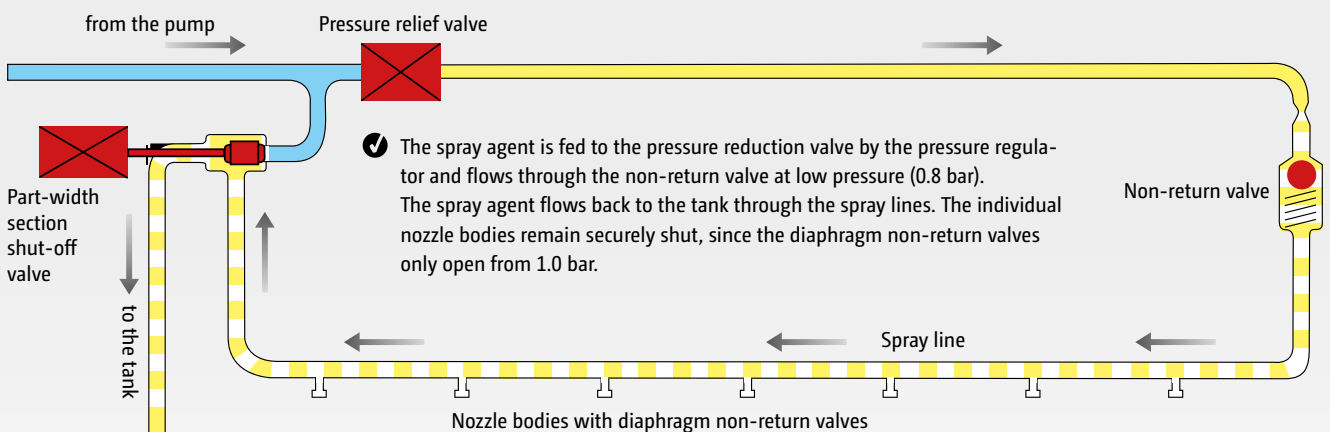 from the pump
Pressure relief valve
The spray agent is fed to the pressure reduction valve by the pressure regula-
tor and flows through the non-return valve at low pressure (0.8 bar).
The spray agent flows back to the tank through the spray lines. The individual
nozzle bodies remain securely shut, since the diaphragm non-return valves
only open from 1.0 bar.
Non-return valve
Part-width
section
shut-off
valve
to the tank
Spray line
Nozzle bodies with diaphragm non-return valves